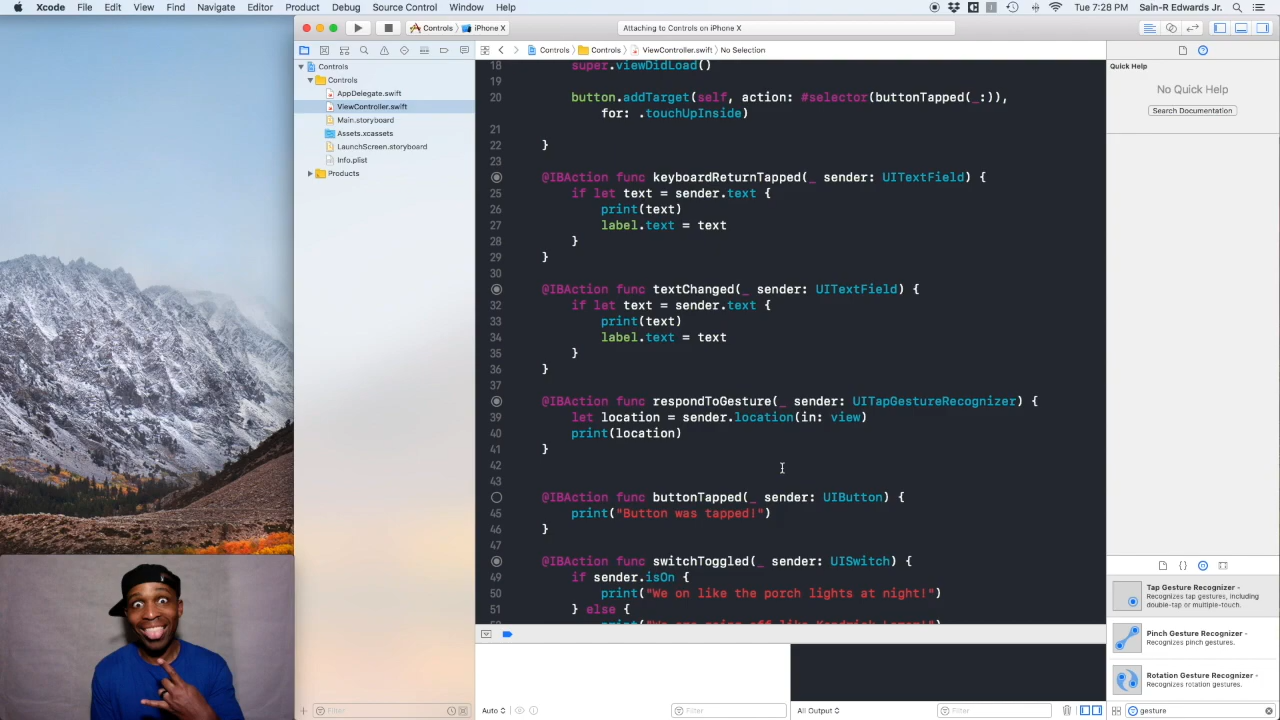 Xcode File Edit View Find Navigate Editor Product Debug Source Control Window Help
Tue 7:28 PM Sain-R Edwards Jr.
Controls iPhone X
Attaching to Controls on iPhone X
Controls Controls ViewController.swift No Selection
Controls
Controls
AppDelegate.swift
ViewController.swift
Main.storyboard
Assets.xcassets
LaunchScreen.storyboard
Info.plist
Products
18 super.viewDidLoad()
19
20 button.addTarget(self, action: #selector(buttonTapped(_:)),
for: .touchUpInside)
21
22 }
23
@IBAction func keyboardReturnTapped(_ sender: UITextField) {
25 if let text = sender.text {
26 print(text)
27 label.text = text
28 }
29 }
30
@IBAction func textChanged(_ sender: UITextField) {
32 if let text = sender.text {
33 print(text)
34 label.text = text
35 }
36 }
37
@IBAction func respondToGesture(_ sender: UITapGestureRecognizer) {
39 let location = sender.location(in: view)
40 print(location)
41 }
42
43
@IBAction func buttonTapped(_ sender: UIButton) {
45 print("Button was tapped!")
46 }
47
@IBAction func switchToggled(_ sender: UISwitch) {
49 if sender.isOn {
50 print("We on like the porch lights at night!")
51 } else {
Quick Help
No Quick Help
Search Documentation
Tap Gesture Recognizer -
Recognizes tap gestures, including
double-tap or multiple-touch.
Pinch Gesture Recognizer -
Recognizes pinch gestures.
Rotation Gesture Recognizer -
Recognizes rotation gestures.
Filter
Auto
Filter
All Output
Filter
gesture